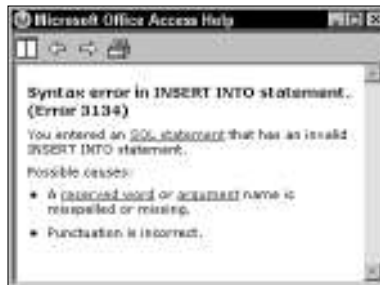 Microsoft Office Access Help
Syntax error in INSERT INTO statement.
(Error 3134)
You entered an SQL statement that has an invalid
INSERT INTO statement.
Possible causes:
• A reserved word or argument name is
misspelled or missing.
• Punctuation is incorrect.